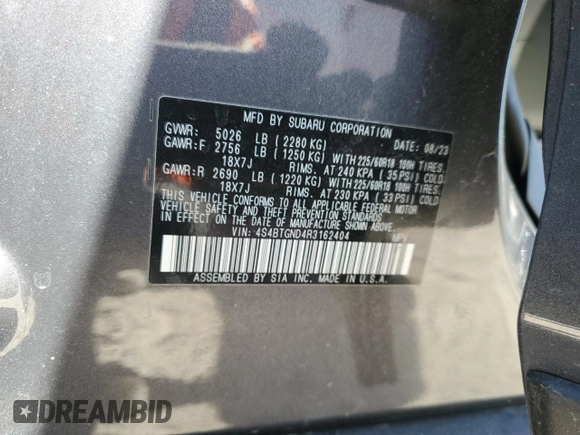 MFD BY SUBARU CORPORATION
GVWR: 5026 LB (2280 KG) DATE: 08/23
GAWR:F 2756 LB (1250 KG) WITH 225/60R18 100H TIRES,
18X7J RIMS, AT 240 KPA (35 PSI) COLD
GAWR:R 2690 LB (1220 KG) WITH 225/60R18 100H TIRES,
18X7J RIMS, AT 230 KPA (33 PSI) COLD
THIS VEHICLE CONFORMS TO ALL APPLICABLE FEDERAL MOTOR
VEHICLE SAFETY AND THEFT PREVENTION STANDARDS
IN EFFECT ON THE DATE OF MANUFACTURE SHOWN ABOVE.
VIN: 4S4BTGND4R3162404 MPV
ASSEMBLED BY SIA INC. MADE IN U.S.A.
DREAMBID